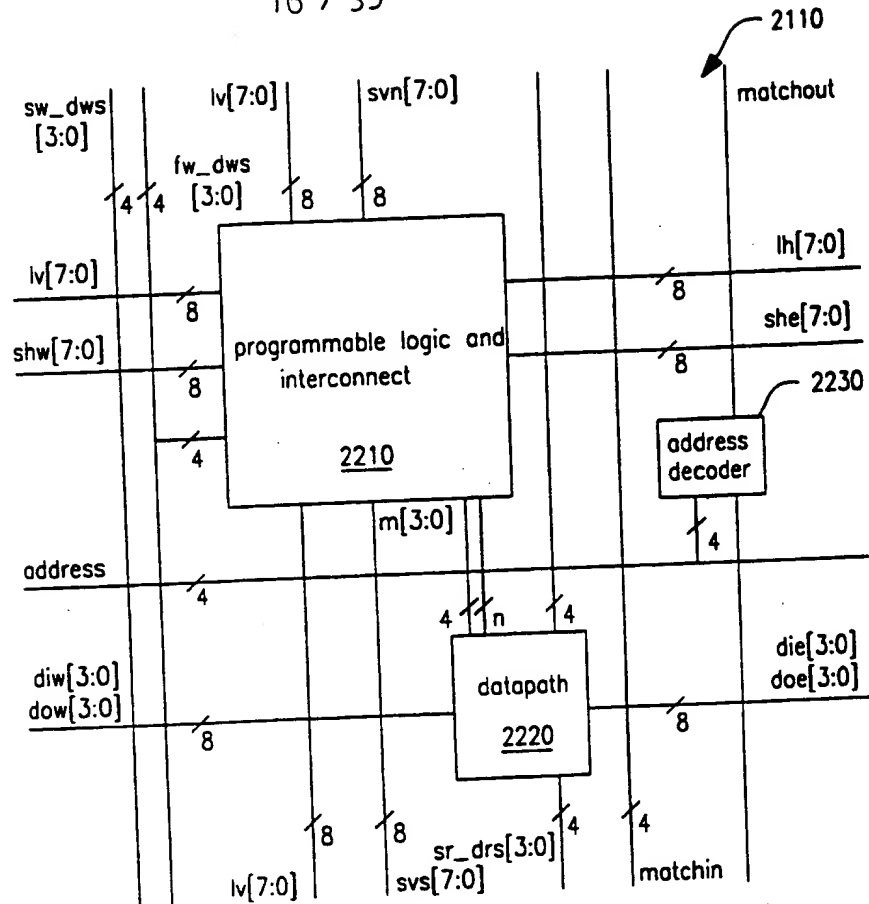 16 / 39
2110
sw_dws
[3:0]
lv[7:0]
svn[7:0]
matchout
fw_dws
[3:0]
4
4
8
8
lv[7:0]
lh[7:0]
8
8
shw[7:0]
she[7:0]
8
8
programmable logic and
interconnect
2210
4
2230
address
decoder
m[3:0]
4
address
4
4
n
4
diw[3:0]
dow[3:0]
die[3:0]
doe[3:0]
datapath
2220
8
8
8
8
4
4
sr_drs[3:0]
lv[7:0]
svs[7:0]
matchin